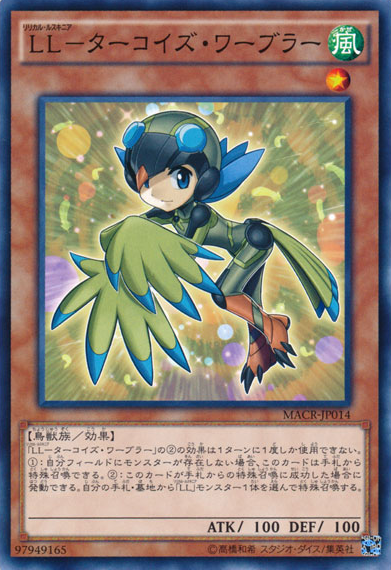 リリカル・ルスキニア
LL－ターコイズ・ワーブラー
風
MACR-JP014
【鳥獣族／効果】
「LL－ターコイズ・ワーブラー」の②の効果は1ターンに1度しか使用できない。
①：自分フィールドにモンスターが存在しない場合、このカードは手札から
特殊召喚できる。②：このカードが手札からの特殊召喚に成功した場合に
発動できる。自分の手札・墓地から「LL」モンスター1体を選んで特殊召喚する。
ATK/ 100 DEF/ 100
97949165
©高橋和希 スタジオ・ダイス/集英社